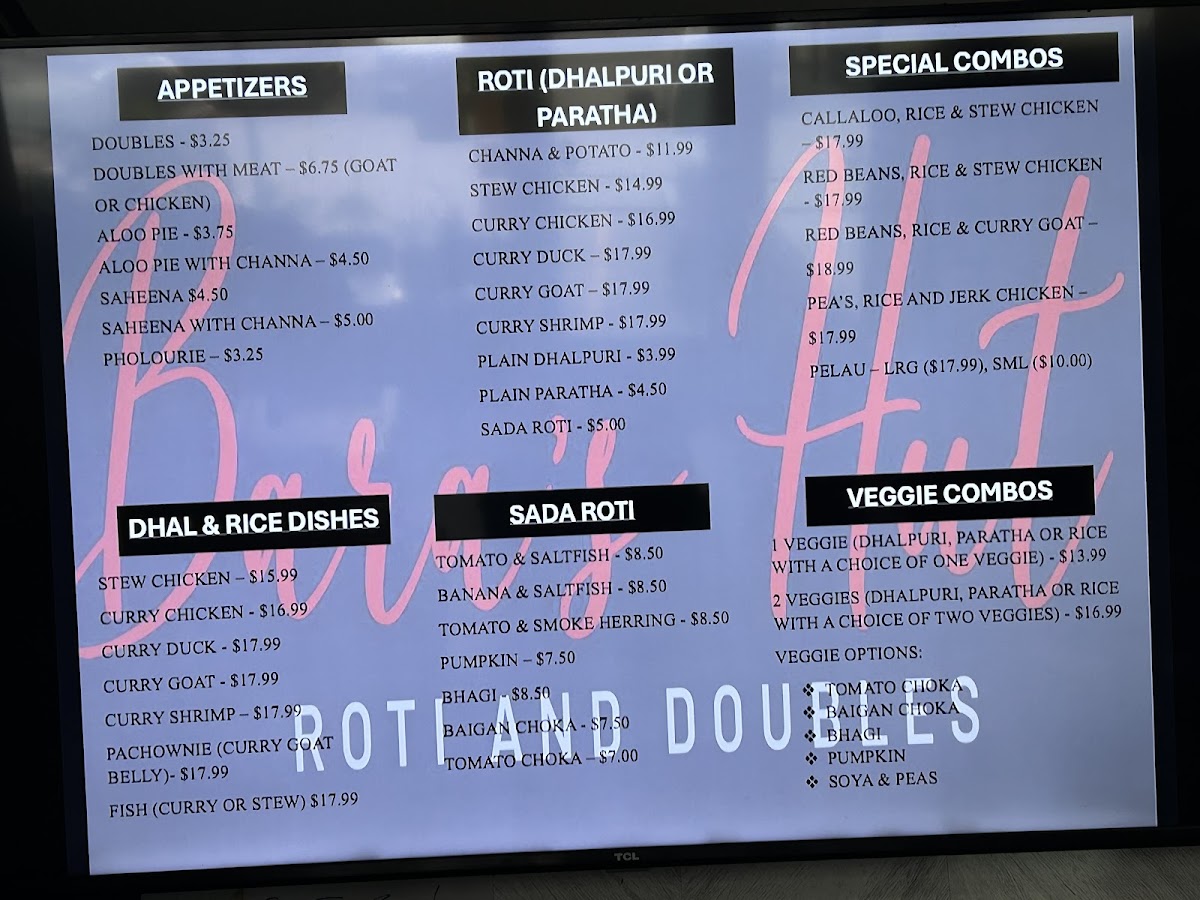 APPETIZERS
DOUBLES - $3.25
DOUBLES WITH MEAT – $6.75 (GOAT
OR CHICKEN)
ALOO PIE - $3.75
ALOO PIE WITH CHANNA – $4.50
SAHEENA $4.50
SAHEENA WITH CHANNA – $5.00
PHOLOURIE – $3.25
ROTI (DHALPURI OR
PARATHA)
CHANNA & POTATO - $11.99
STEW CHICKEN - $14.99
CURRY CHICKEN - $16.99
CURRY DUCK – $17.99
CURRY GOAT – $17.99
CURRY SHRIMP - $17.99
PLAIN DHALPURI - $3.99
PLAIN PARATHA - $4.50
SADA ROTI - $5.00
SPECIAL COMBOS
CALLALOO, RICE & STEW CHICKEN
– $17.99
RED BEANS, RICE & STEW CHICKEN
- $17.99
RED BEANS, RICE & CURRY GOAT –
$18.99
PEA'S, RICE AND JERK CHICKEN –
$17.99
PELAU – LRG ($17.99), SML ($10.00)
Bara's Hut
DHAL & RICE DISHES
STEW CHICKEN – $15.99
CURRY CHICKEN - $16.99
CURRY DUCK - $17.99
CURRY GOAT - $17.99
CURRY SHRIMP – $17.99
PACHOWNIE (CURRY GOAT
BELLY)- $17.99
FISH (CURRY OR STEW) $17.99
SADA ROTI
TOMATO & SALTFISH - $8.50
BANANA & SALTFISH - $8.50
TOMATO & SMOKE HERRING - $8.50
PUMPKIN – $7.50
BHAGI - $8.50
BAIGAN CHOKA - $7.50
TOMATO CHOKA – $7.00
VEGGIE COMBOS
1 VEGGIE (DHALPURI, PARATHA OR RICE
WITH A CHOICE OF ONE VEGGIE) - $13.99
2 VEGGIES (DHALPURI, PARATHA OR RICE
WITH A CHOICE OF TWO VEGGIES) - $16.99
VEGGIE OPTIONS:
❖ TOMATO CHOKA
❖ BAIGAN CHOKA
❖ BHAGI
❖ PUMPKIN
❖ SOYA & PEAS
ROTI AND DOUBLES
TCL